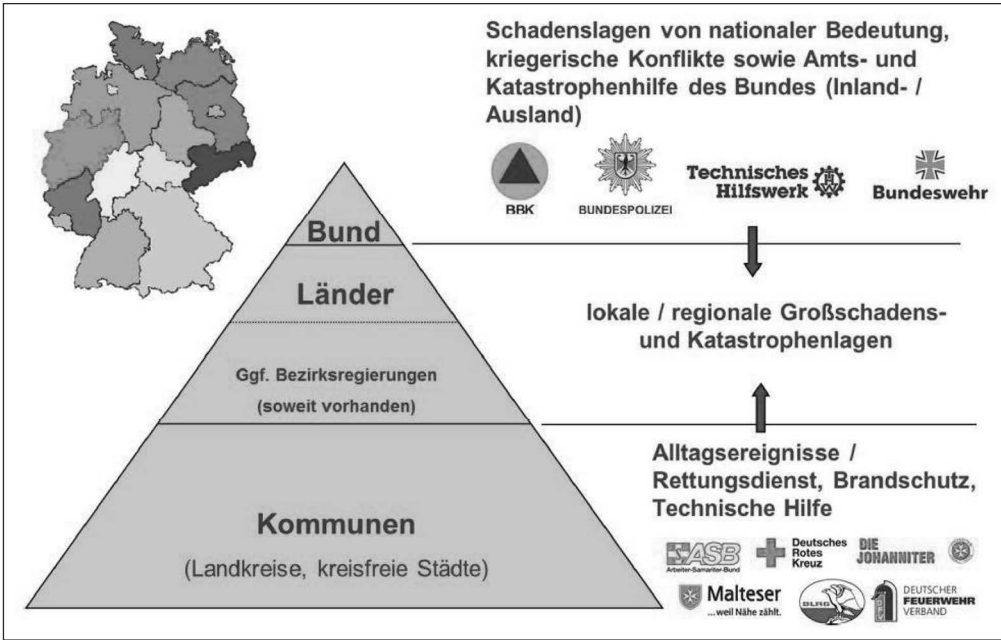 Schadenslagen von nationaler Bedeutung,
kriegerische Konflikte sowie Amts- und
Katastrophenhilfe des Bundes (Inland- /
Ausland)
BBK
BUNDESPOLIZEI
Technisches
Hilfswerk
THW
Bundeswehr
Bund
Länder
lokale / regionale Großschadens-
und Katastrophenlagen
Ggf. Bezirksregierungen
(soweit vorhanden)
Alltagsereignisse /
Rettungsdienst, Brandschutz,
Technische Hilfe
Kommunen
(Landkreise, kreisfreie Städte)
ASB
Arbeiter-Samariter-Bund
Deutsches
Rotes
Kreuz
DIE
JOHANNITER
Malteser
...weil Nähe zählt.
DLRG
DFV
DEUTSCHER
FEUERWEHR
VERBAND